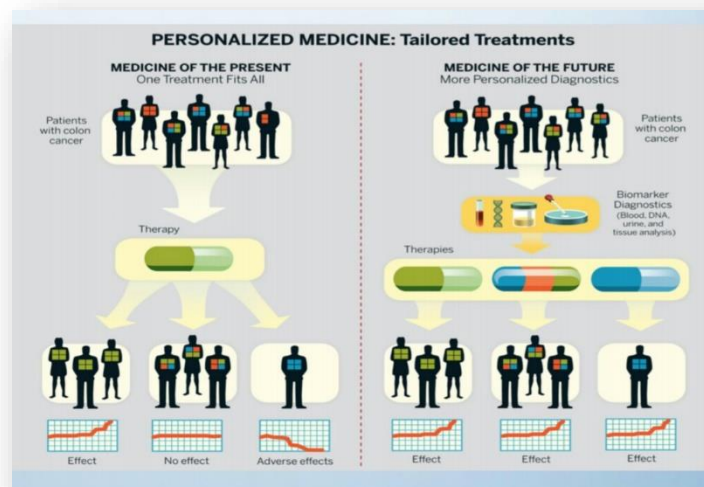 PERSONALIZED MEDICINE: Tailored Treatments
MEDICINE OF THE PRESENT
One Treatment Fits All
Patients
with colon
cancer
Therapy
Effect
No effect
Adverse effects
MEDICINE OF THE FUTURE
More Personalized Diagnostics
Patients
with colon
cancer
Biomarker
Diagnostics
(Blood, DNA,
urine, and
tissue analysis)
Therapies
Effect
Effect
Effect